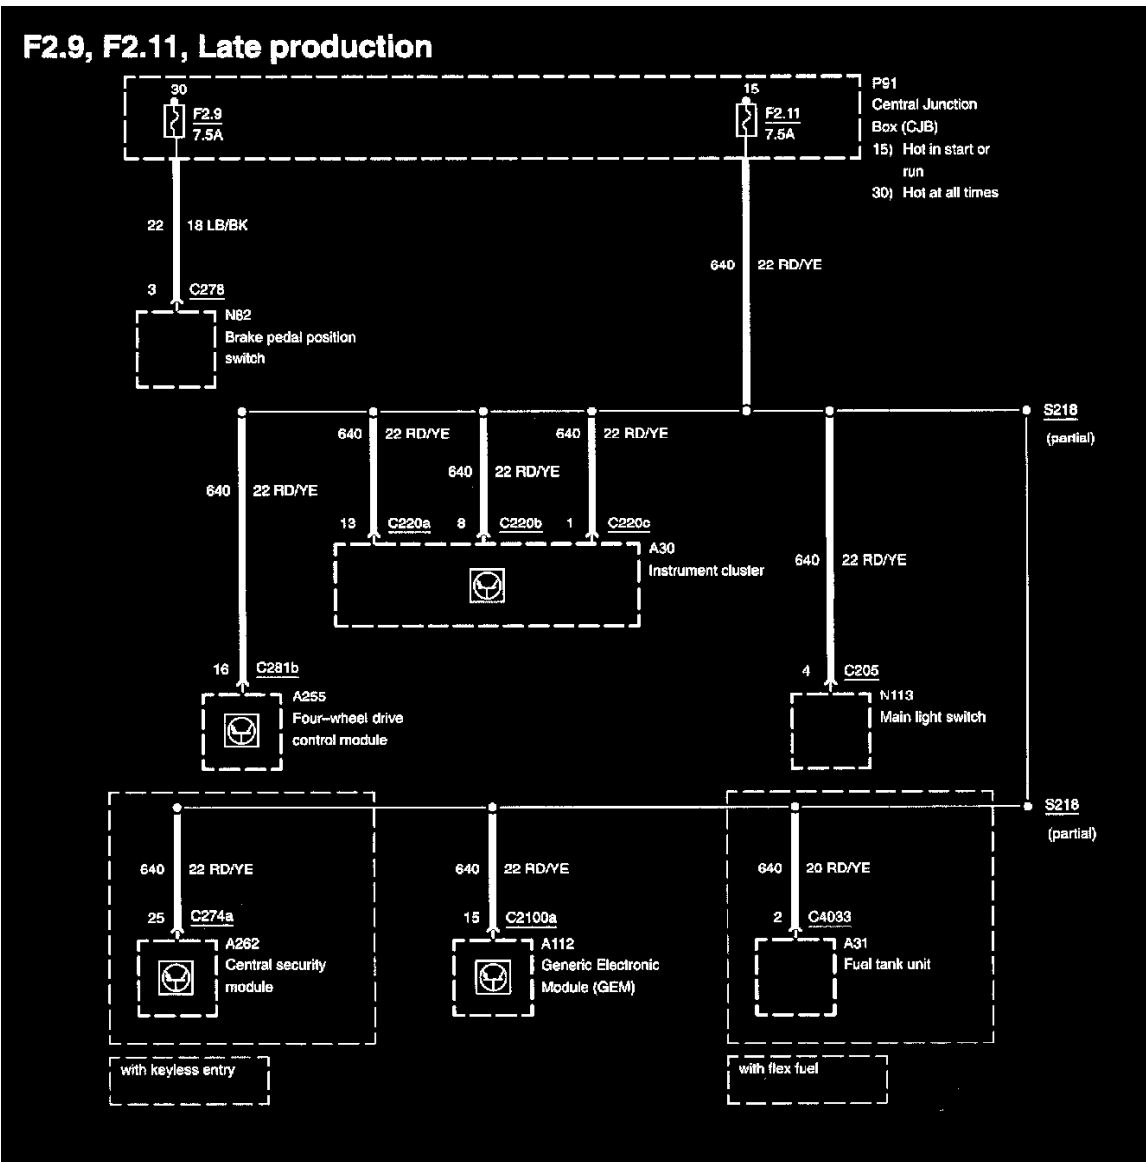 F2.9, F2.11, Late production
30
F2.9
7.5A
15
F2.11
7.5A
P91
Central Junction
Box (CJB)
15) Hot in start or
run
30) Hot at all times
22 18 LB/BK
640 22 RD/YE
3 C278
N82
Brake pedal position
switch
S218
(partial)
640 22 RD/YE
640 22 RD/YE
640 22 RD/YE
640 22 RD/YE
13 C220a
8 C220b
1 C220c
A30
Instrument cluster
640 22 RD/YE
16 C281b
A255
Four-wheel drive
control module
4 C205
N113
Main light switch
S218
(partial)
640 22 RD/YE
640 22 RD/YE
640 20 RD/YE
25 C274a
15 C2100a
2 C4033
A262
Central security
module
A112
Generic Electronic
Module (GEM)
A31
Fuel tank unit
with keyless entry
with flex fuel